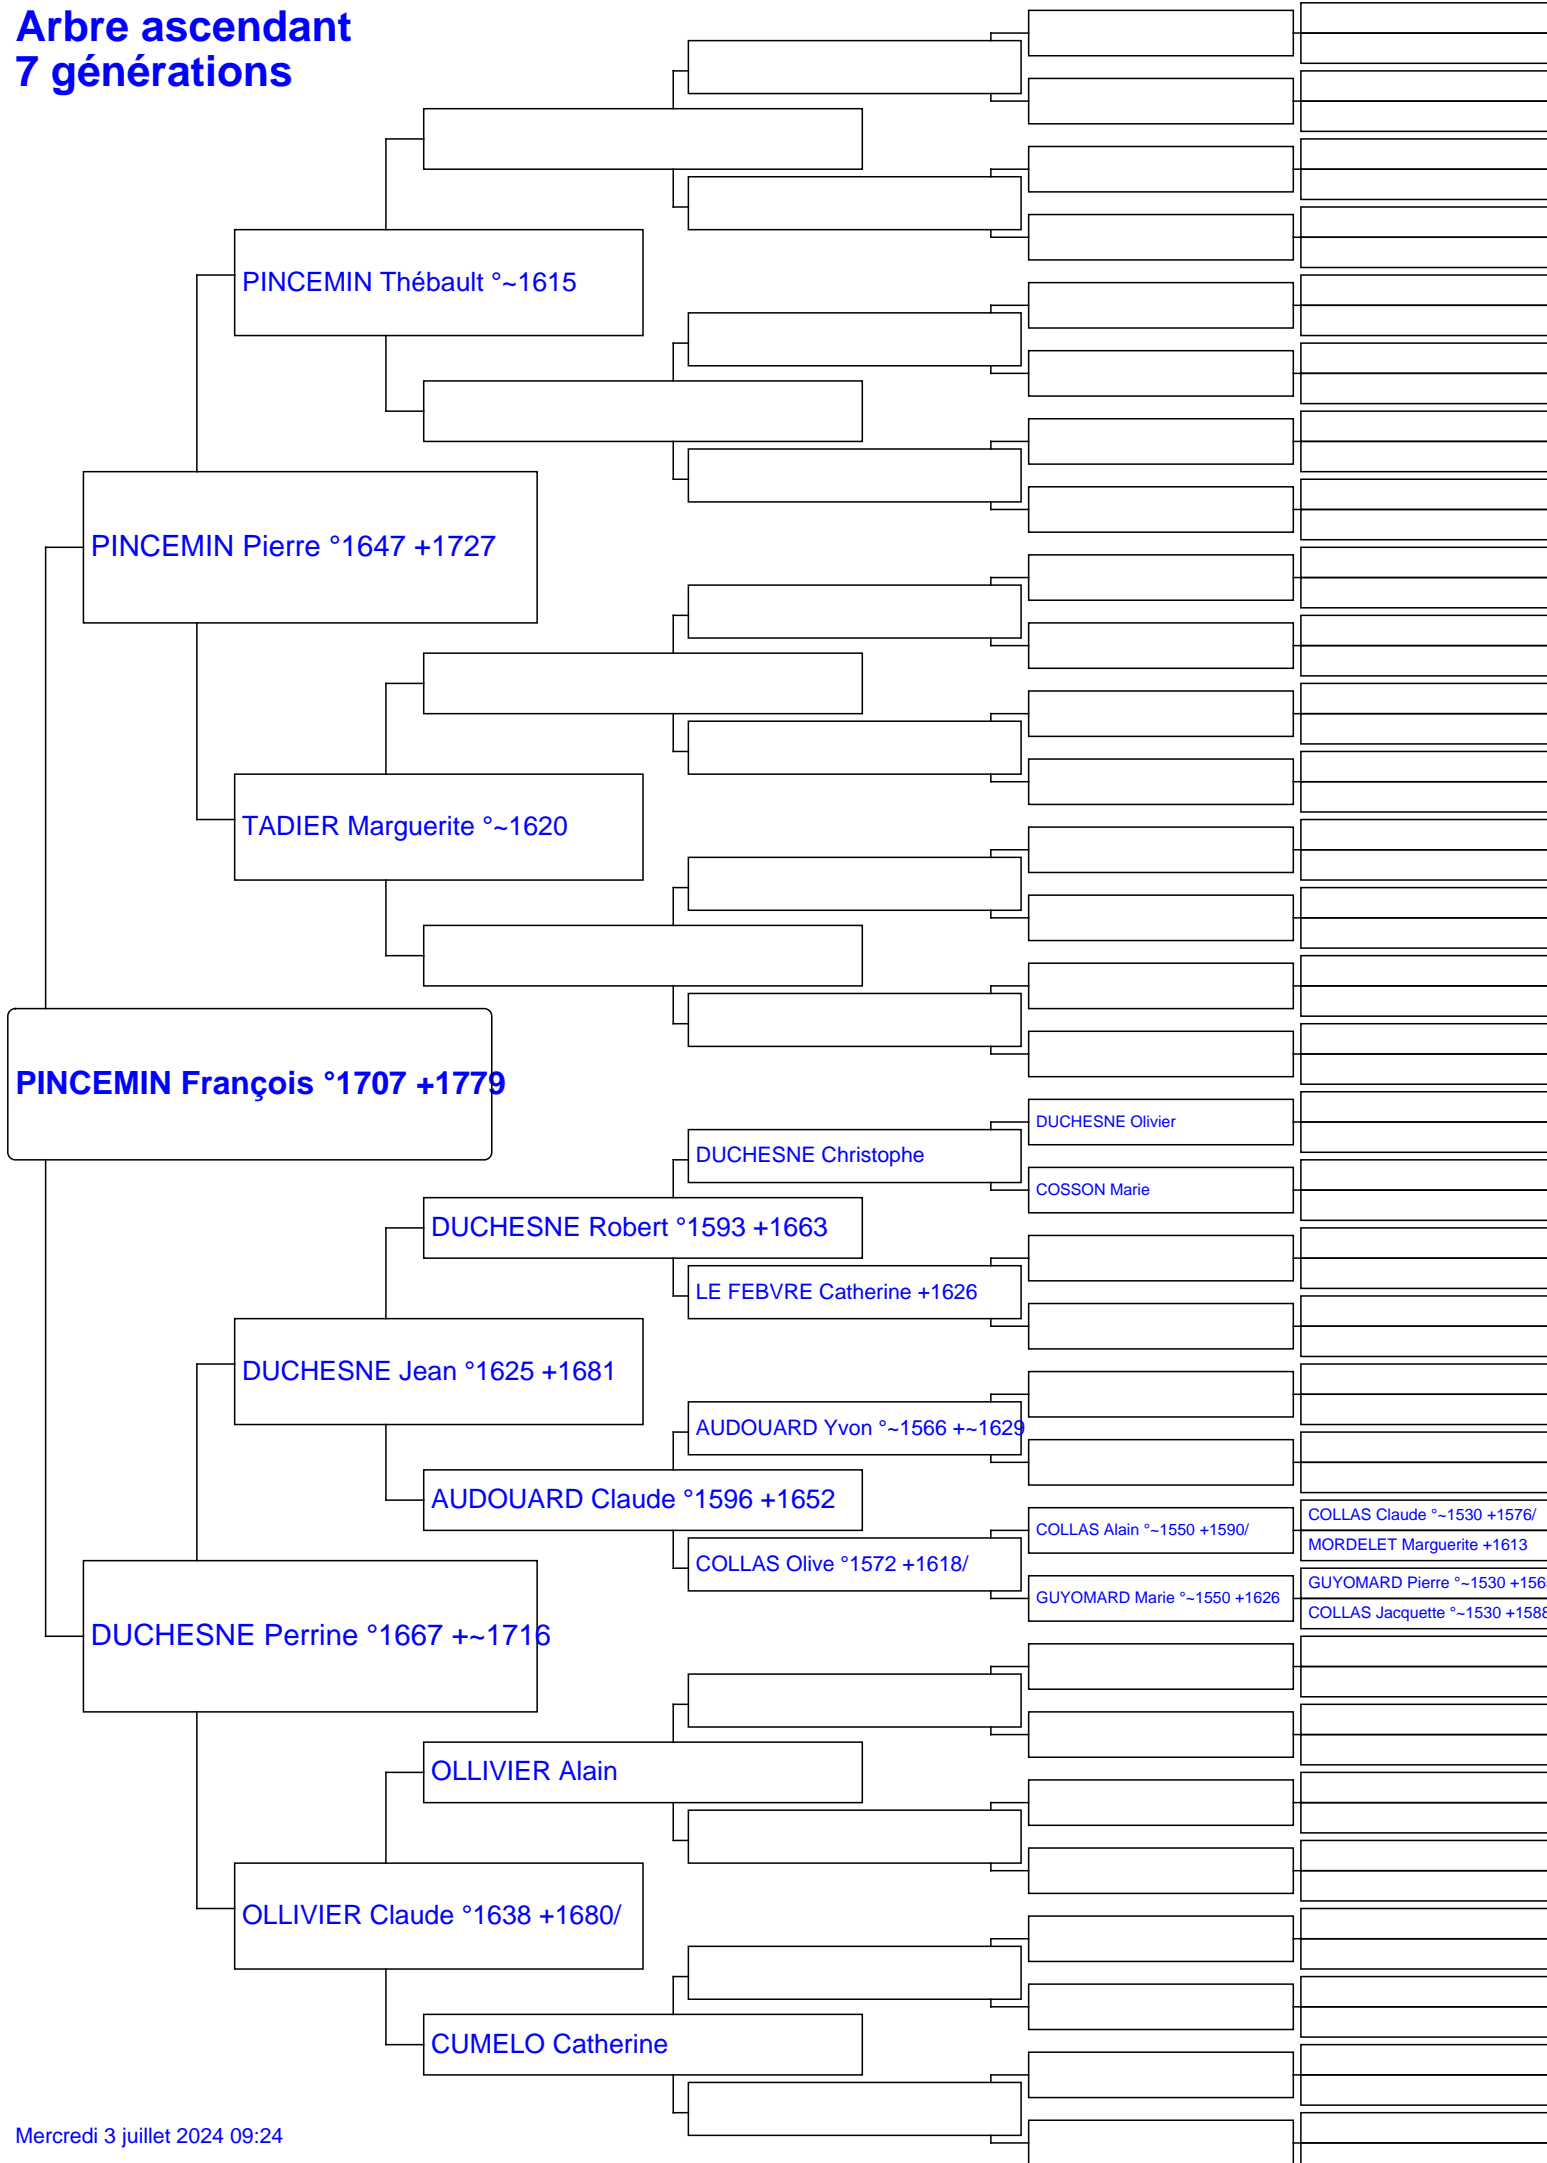 Arbre ascendant
7 générations
PINCEMIN Thébault °~1615
PINCEMIN Pierre °1647 +1727
TADIER Marguerite °~1620
PINCEMIN François °1707 +1779
DUCHESNE Olivier
DUCHESNE Christophe
COSSON Marie
DUCHESNE Robert °1593 +1663
LE FEBVRE Catherine +1626
DUCHESNE Jean °1625 +1681
AUDOUARD Yvon °~1566 +~1629
AUDOUARD Claude °1596 +1652
COLLAS Claude °~1530 +1576/
COLLAS Alain °~1550 +1590/
MORDELET Marguerite +1613
COLLAS Olive °1572 +1618/
GUYOMARD Pierre °~1530
GUYOMARD Marie °~1550 +1626
COLLAS Jacquette °~1530 +1588
DUCHESNE Perrine °1667 +~1716
OLLIVIER Alain
OLLIVIER Claude °1638 +1680/
CUMELO Catherine
Mercredi 3 juillet 2024 09:24